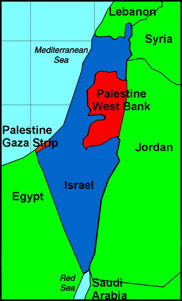 Lebanon
Mediterranean
Sea
Syria
Palestine
West Bank
Palestine
Gaza Strip
Jordan
Israel
Egypt
Red
Sea
Saudi
Arabia